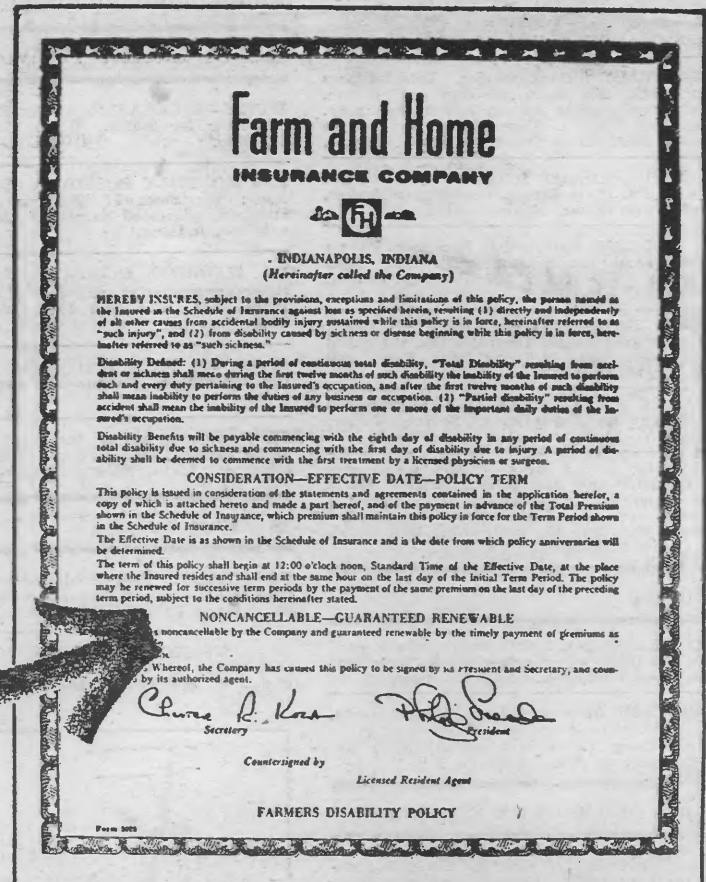 Farm and Home
INSURANCE COMPANY
FH
INDIANAPOLIS, INDIANA
(Hereinafter called the Company)
HEREBY INSURES, subject to the provisions, exceptions and limitations of this policy, the person named as
the Insured in the Schedule of Insurance against loss as specified herein, resulting (1) directly and independently
of all other causes from accidental bodily injury sustained while this policy is in force, hereinafter referred to as
"such injury", and (2) from disability caused by sickness or disease beginning while this policy is in force, here-
inafter referred to as "such sickness."
Disability Defined: (1) During a period of continuous total disability, "Total Disability" resulting from acci-
dent or sickness shall mean during the first twelve months of such disability the inability of the Insured to perform
each and every duty pertaining to the Insured's occupation, and after the first twelve months of such disability
shall mean inability to perform the duties of any business or occupation. (2) "Partial disability" resulting from
accident shall mean the inability of the Insured to perform one or more of the important daily duties of the In-
sured's occupation.
Disability Benefits will be payable commencing with the eighth day of disability in any period of continuous
total disability due to sickness and commencing with the first day of disability due to injury. A period of dis-
ability shall be deemed to commence with the first treatment by a licensed physician or surgeon.
CONSIDERATION—EFFECTIVE DATE—POLICY TERM
This policy is issued in consideration of the statements and agreements contained in the application herefor, a
copy of which is attached hereto and made a part hereof, and of the payment in advance of the Total Premium
shown in the Schedule of Insurance, which premium shall maintain this policy in force for the Term Period shown
in the Schedule of Insurance.
The Effective Date is as shown in the Schedule of Insurance and is the date from which policy anniversaries will
be determined.
The term of this policy shall begin at 12:00 o'clock noon, Standard Time of the Effective Date, at the place
where the Insured resides and shall end at the same hour on the last day of the Initial Term Period. The policy
may be renewed for successive term periods by the payment of the same premium on the last day of the preceding
term period, subject to the conditions hereinafter stated.
NONCANCELLABLE—GUARANTEED RENEWABLE
noncancellable by the Company and guaranteed renewable by the timely payment of premiums as
Whereof, the Company has caused this policy to be signed by its President and Secretary, and coun-
by its authorized agent.
Secretary
President
Countersigned by
Licensed Resident Agent
FARMERS DISABILITY POLICY
Form